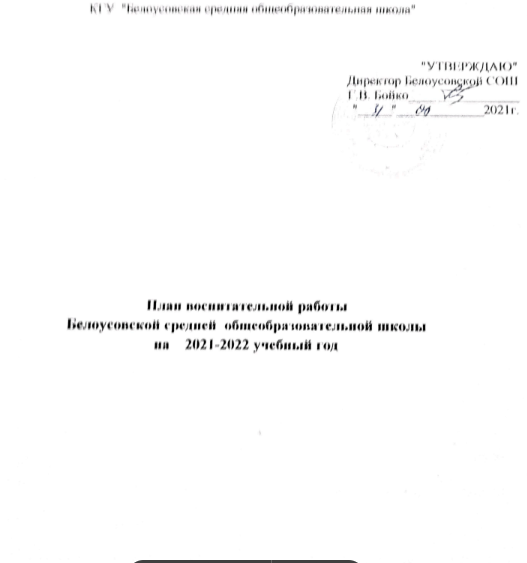 КГУ "Белоусовская средняя общеобразовательная школа"
"УТВЕРЖДАЮ"
Директор Белоусовской СОШ
Г.В. Бойко
"31" 2021г.
План воспитательной работы
Белоусовской средней общеобразовательной школы
на 2021-2022 учебный год